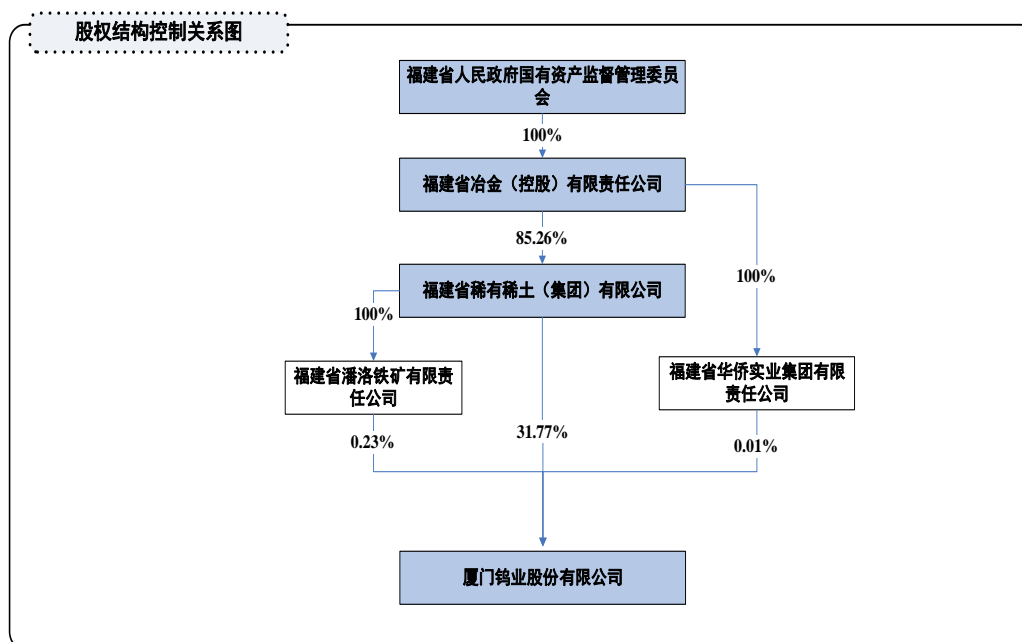 股权结构控制关系图
福建省人民政府国有资产监督管理委员
会
100%
福建省冶金（控股）有限责任公司
85.26%
100%
福建省稀有稀土（集团）有限公司
100%
福建省潘洛铁矿有限责
任公司
福建省华侨实业集团有限
责任公司
0.23%
31.77%
0.01%
厦门钨业股份有限公司